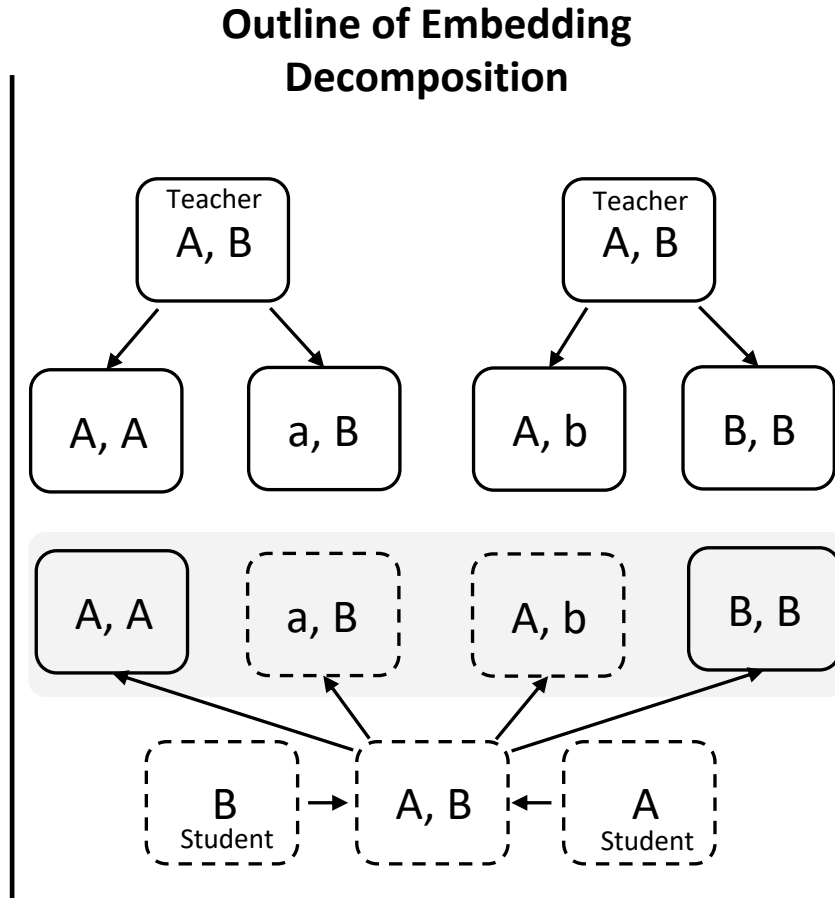 Outline of Embedding
Decomposition
Teacher
A, B
Teacher
A, B
A, A
a, B
A, b
B, B
A, A
a, B
A, b
B, B
B
Student
A, B
A
Student